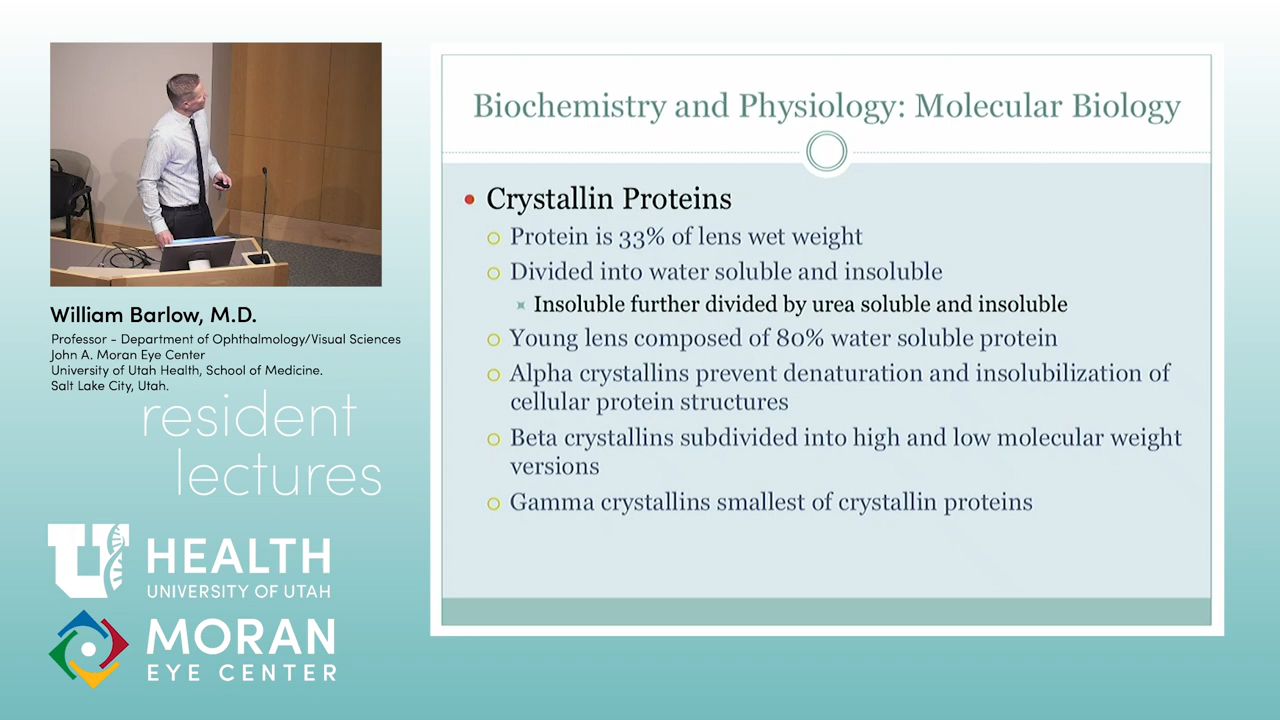 William Barlow, M.D.
Professor - Department of Ophthalmology/Visual Sciences
John A. Moran Eye Center
University of Utah Health, School of Medicine.
Salt Lake City, Utah.
resident
lectures
U HEALTH
UNIVERSITY OF UTAH
MORAN
EYE CENTER
Biochemistry and Physiology: Molecular Biology
Crystallin Proteins
Protein is 33% of lens wet weight
Divided into water soluble and insoluble
Insoluble further divided by urea soluble and insoluble
Young lens composed of 80% water soluble protein
Alpha crystallins prevent denaturation and insolubilization of
cellular protein structures
Beta crystallins subdivided into high and low molecular weight
versions
Gamma crystallins smallest of crystallin proteins